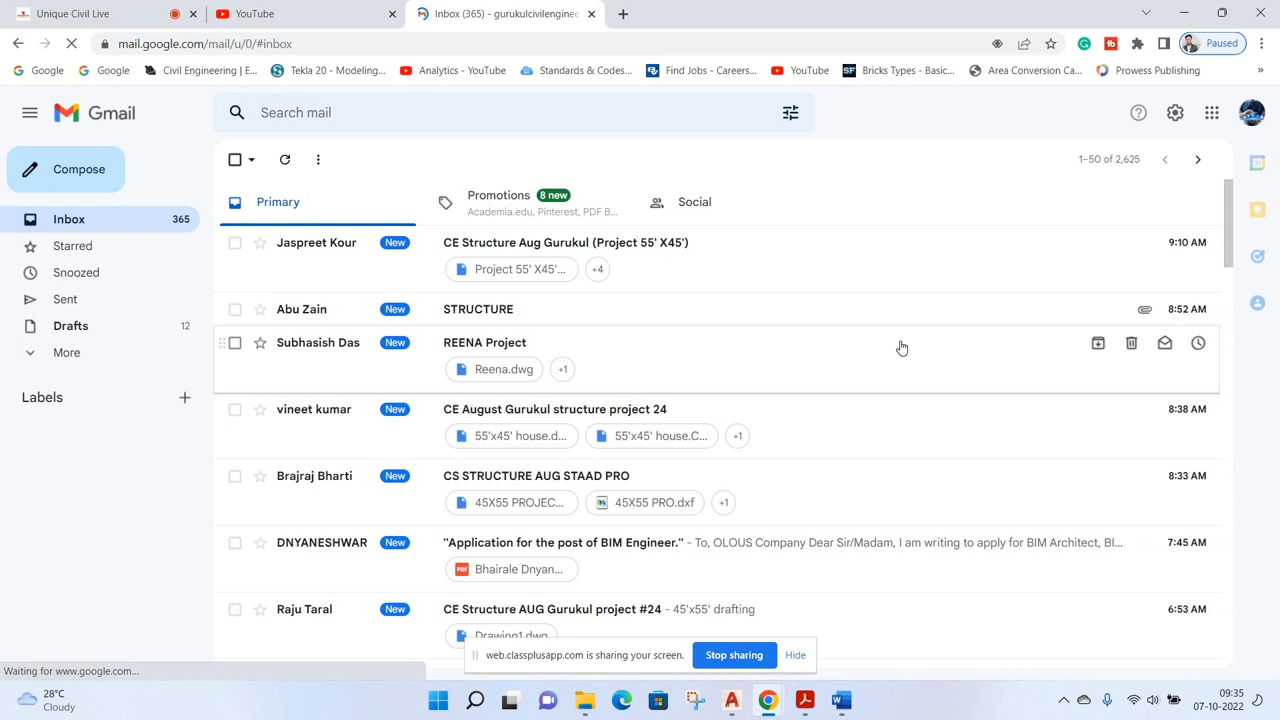 Unique Civil Live
YouTube
Inbox (365) - gurukulcivilengine
mail.google.com/mail/u/0/#inbox
Paused
Google
Google
Civil Engineering | E...
Tekla 20 - Modeling...
Analytics - YouTube
Standards & Codes...
Find Jobs - Careers...
YouTube
Bricks Types - Basic...
Area Conversion Ca...
Prowess Publishing
»
Gmail
Search mail
Compose
1–50 of 2,625
Inbox 365
Starred
Snoozed
Sent
Drafts 12
More
Labels
Primary
Promotions 8 new
Academia.edu, Pinterest, PDF B...
Social
Jaspreet Kour New CE Structure Aug Gurukul (Project 55' X45') 9:10 AM
Project 55' X45'... +4
Abu Zain New STRUCTURE 8:52 AM
Subhasish Das New REENA Project
Reena.dwg +1
vineet kumar New CE August Gurukul structure project 24 8:38 AM
55'x45' house.d... 55'x45' house.C... +1
Brajraj Bharti New CS STRUCTURE AUG STAAD PRO 8:33 AM
45X55 PROJEC... 45X55 PRO.dxf +1
DNYANESHWAR New "Application for the post of BIM Engineer." - To, OLOUS Company Dear Sir/Madam, I am writing to apply for BIM Architect, BI... 7:45 AM
PDF Bhairale Dnyan...
Raju Taral New CE Structure AUG Gurukul project #24 - 45'x55' drafting 6:53 AM
Drawing1.dwg
web.classplusapp.com is sharing your screen. Stop sharing Hide
Waiting for www.google.com...
28°C
Cloudy
09:35
07-10-2022